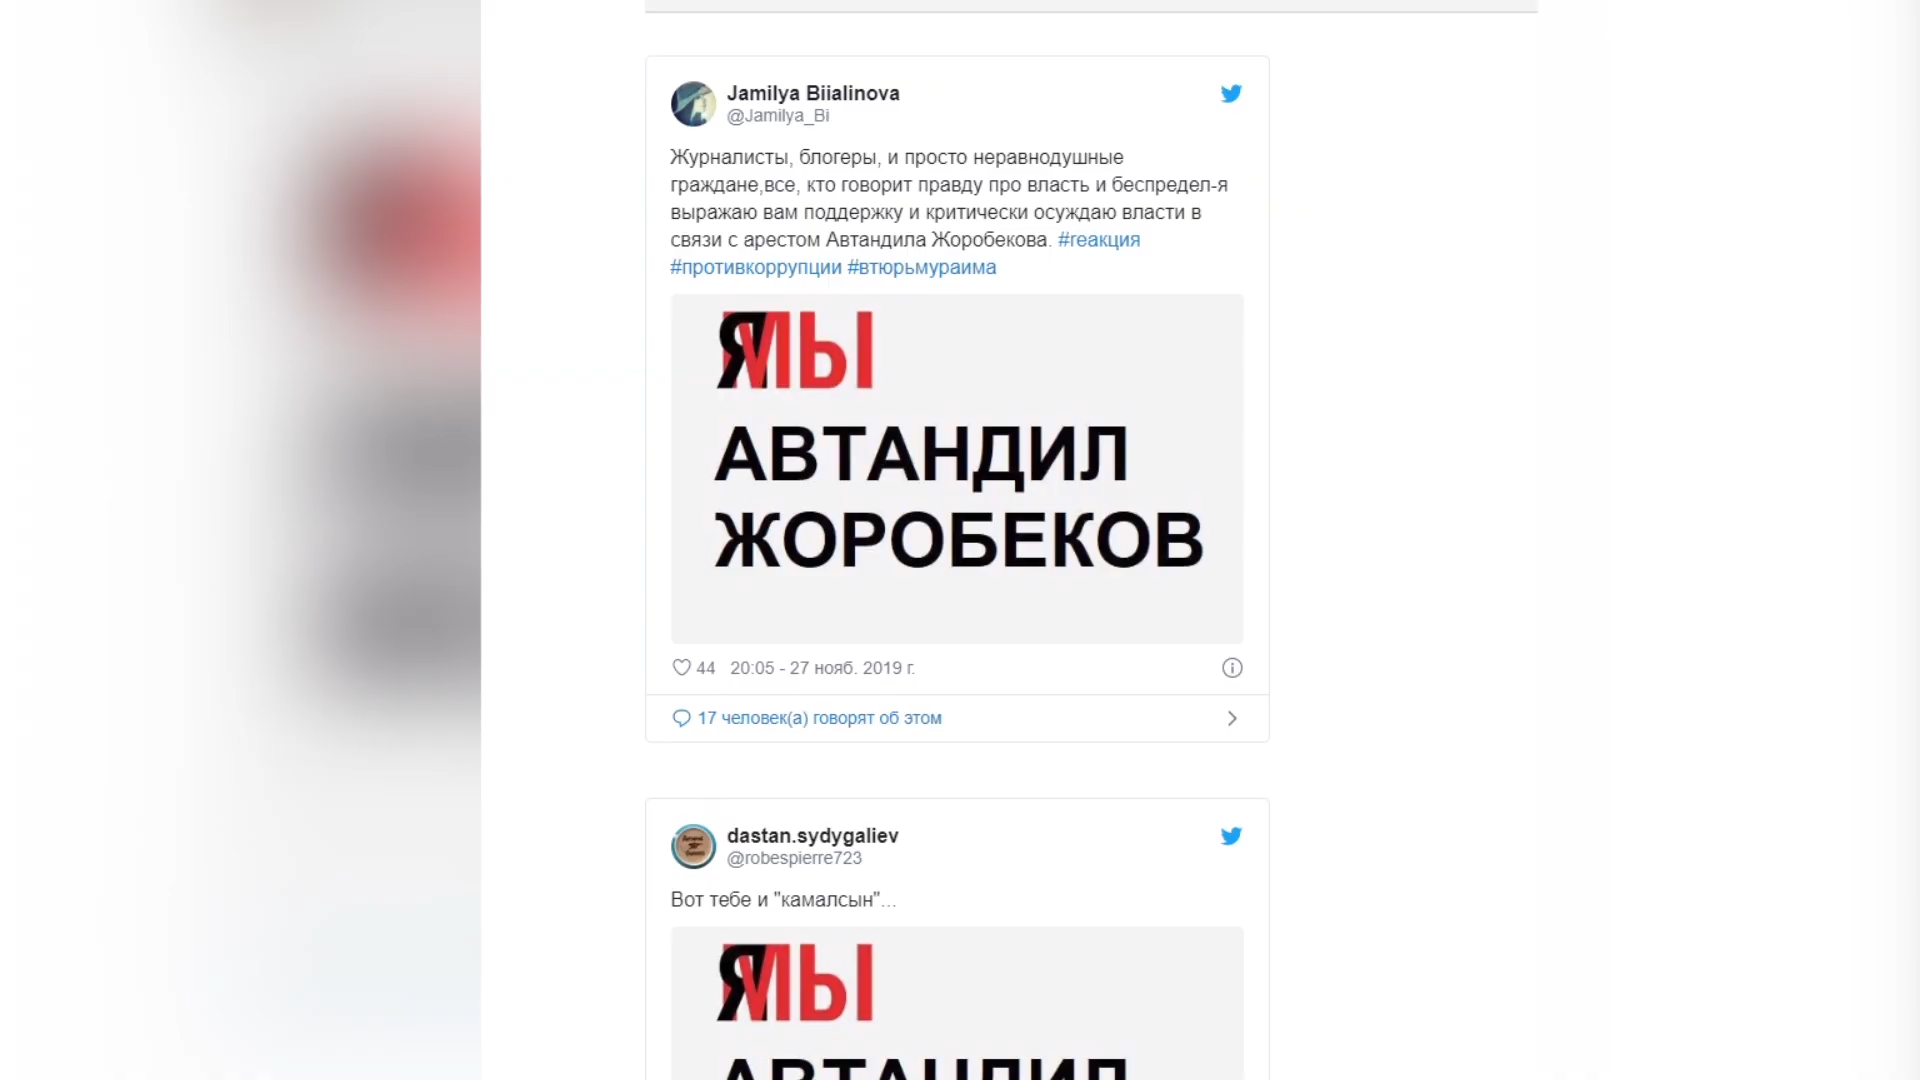 Jamilya Biialinova
@Jamilya_Bi
Журналисты, блогеры, и просто неравнодушные
граждане,все, кто говорит правду про власть и беспредел-я
выражаю вам поддержку и критически осуждаю власти в
связи с арестом Автандила Жоробекова. #reакция
#противкоррупции #втюрьмураима
ЯМЫ
АВТАНДИЛ
ЖОРОБЕКОВ
44 20:05 - 27 нояб. 2019 г.
17 человек(а) говорят об этом
dastan.sydygaliev
@robespierre723
Вот тебе и "камалсын"...
ЯМЫ
АВТАНДИЛ